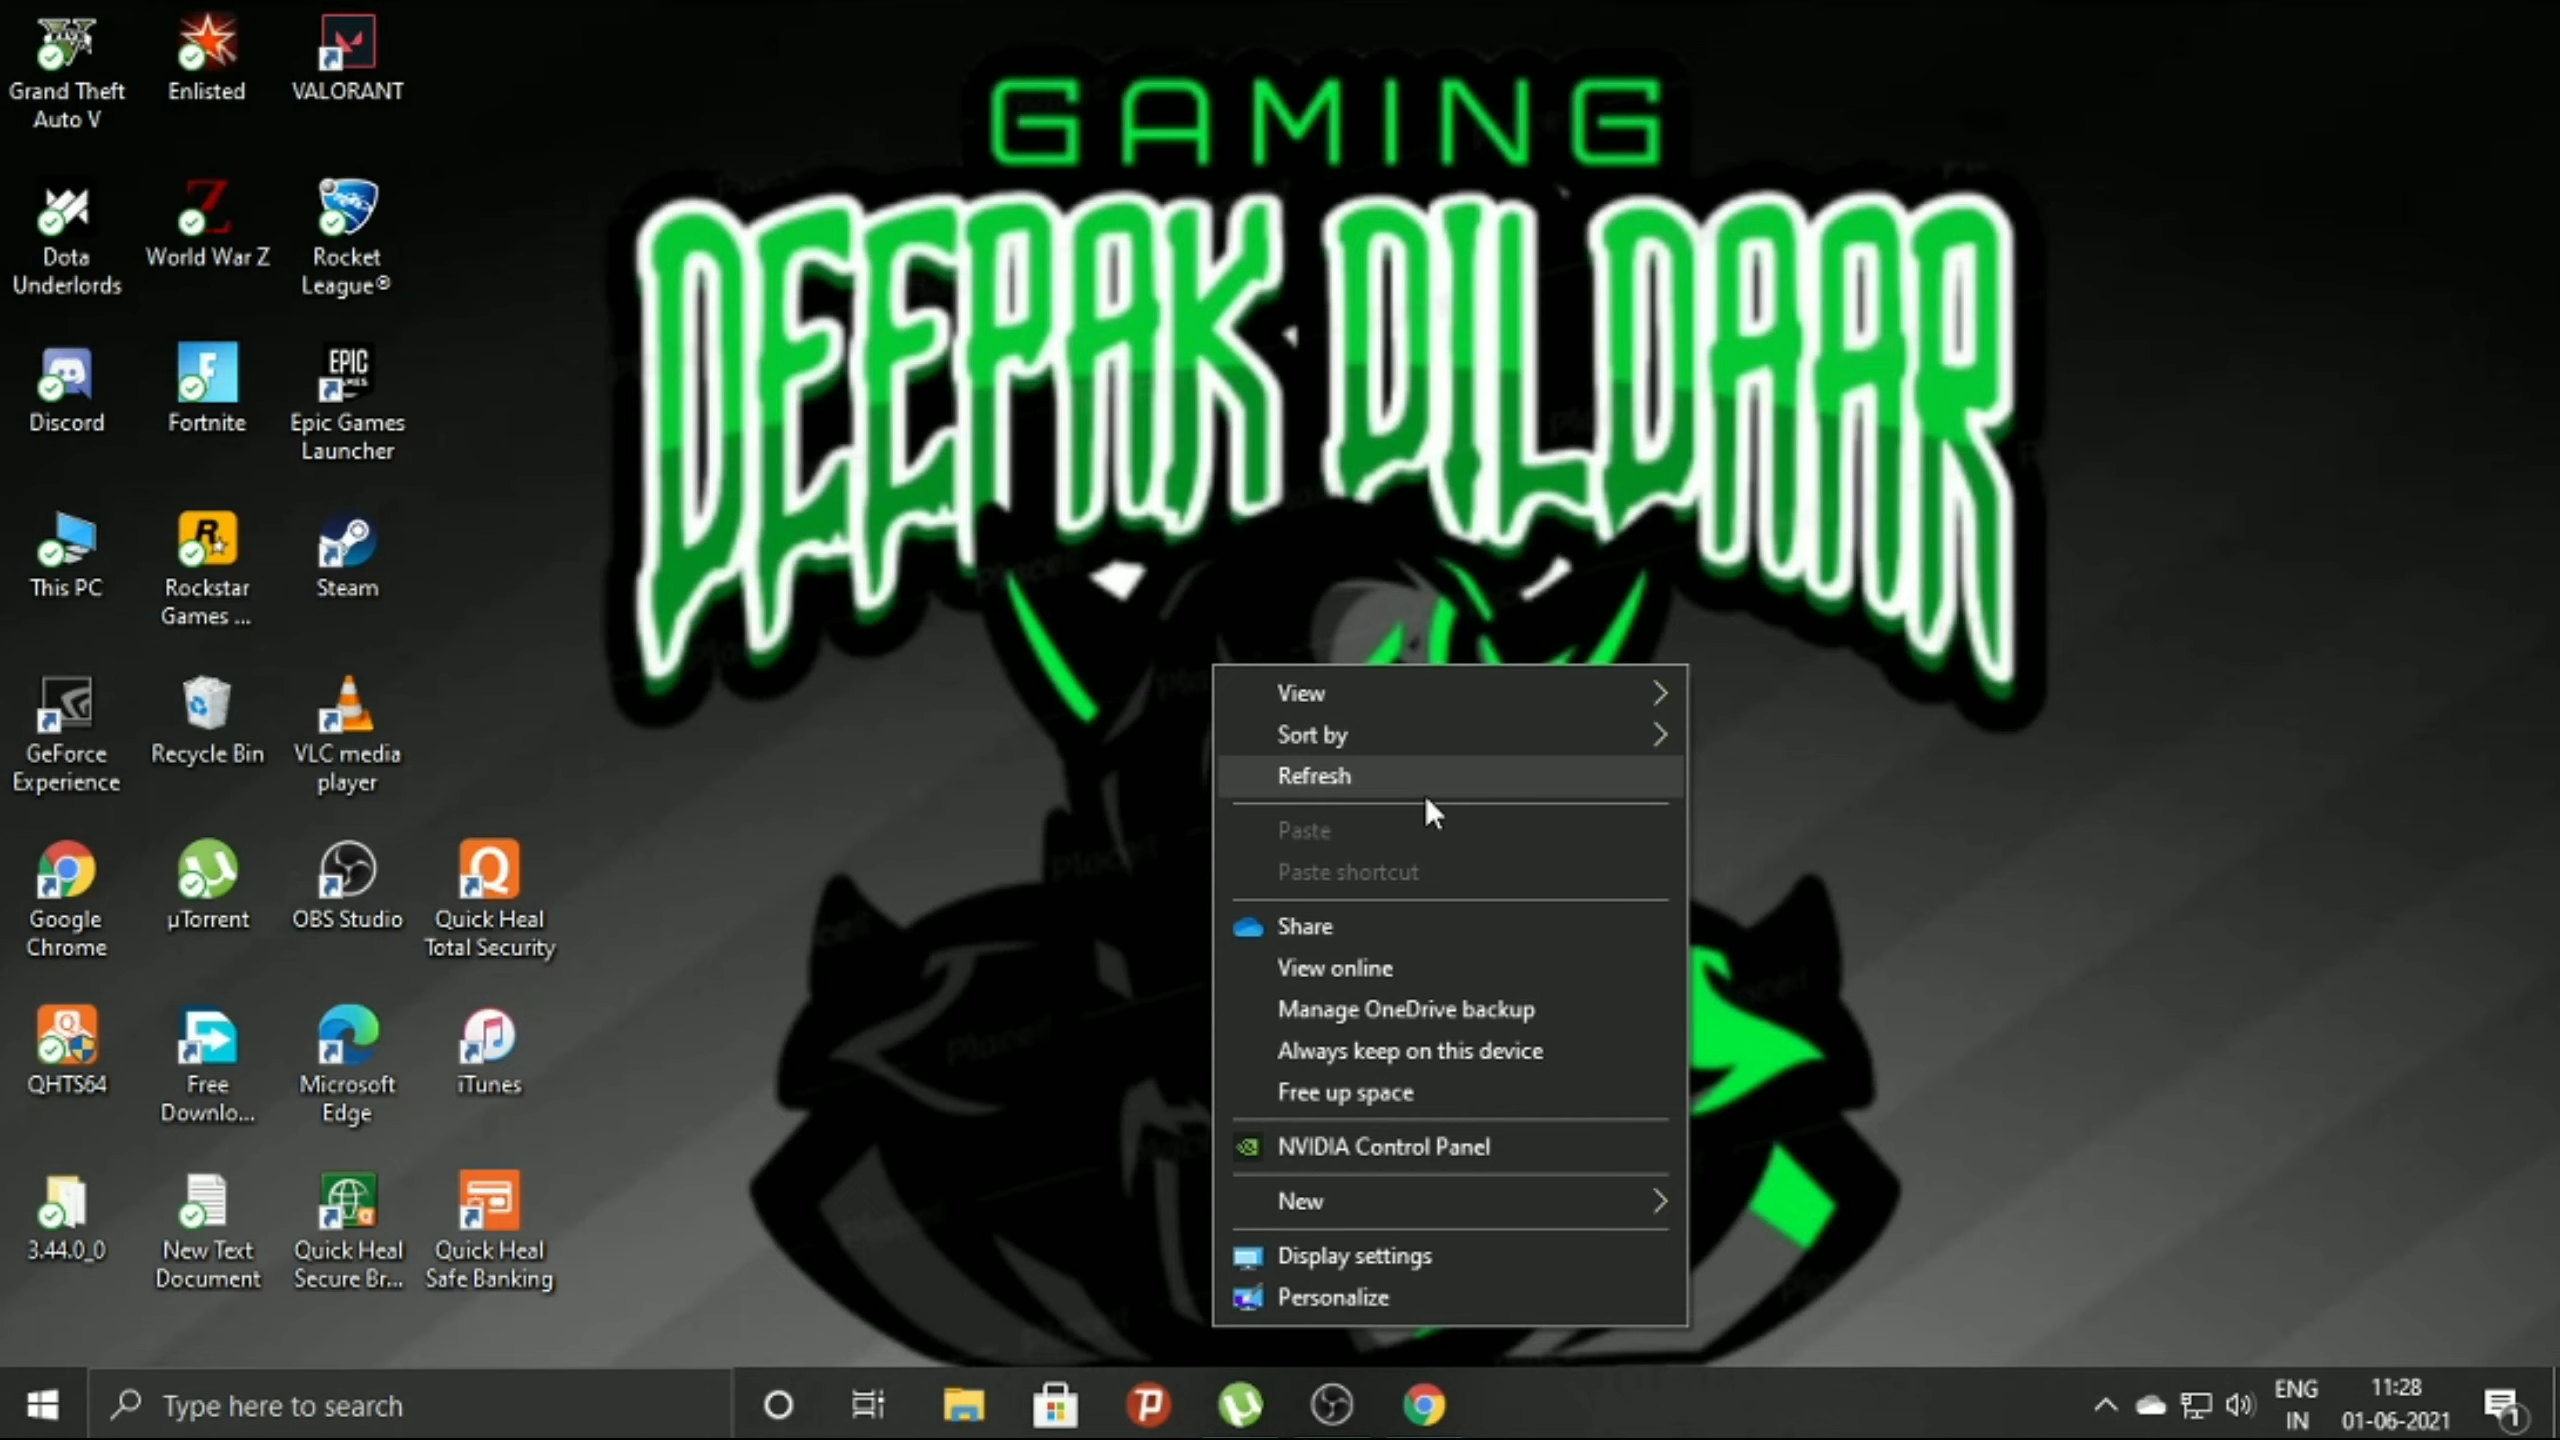 GAMING
DEEPAK DILDAAR
Grand Theft
Auto V
Enlisted
VALORANT
Dota
Underlords
World War Z
Rocket
League®
Discord
Fortnite
EPIC
GAMES
Epic Games
Launcher
This PC
Rockstar
Games ...
Steam
GeForce
Experience
Recycle Bin
VLC media
player
Google
Chrome
µTorrent
OBS Studio
Quick Heal
Total Security
QHTS64
Free
Downlo...
Microsoft
Edge
iTunes
3.44.0_0
New Text
Document
Quick Heal
Secure Br...
Quick Heal
Safe Banking
View
Sort by
Refresh
Paste
Paste shortcut
Share
View online
Manage OneDrive backup
Always keep on this device
Free up space
NVIDIA Control Panel
New
Display settings
Personalize
Type here to search
ENG
IN
11:28
01-06-2021
1